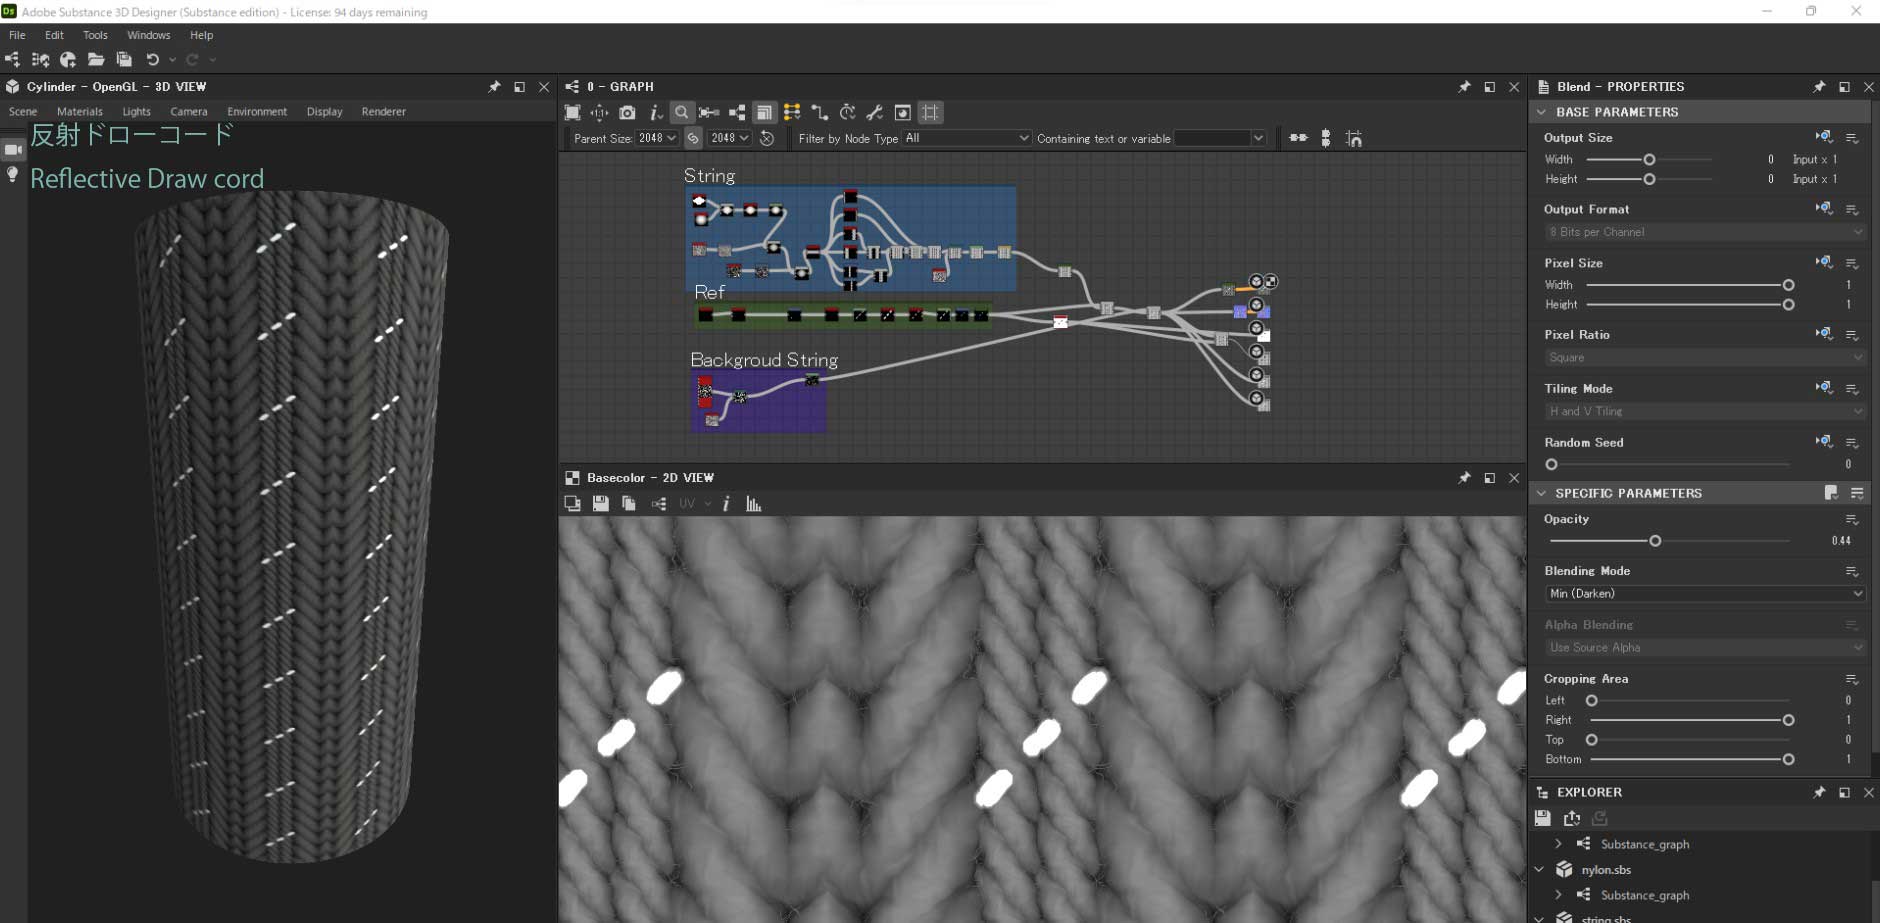 Ds Adobe Substance 3D Designer (Substance edition) - License: 94 days remaining
File Edit Tools Windows Help
Cylinder - OpenGL - 3D VIEW
Scene Materials Lights Camera Environment Display Renderer
反射ドローコード
Reflective Draw cord
0 - GRAPH
Parent Size: 2048 2048 Filter by Node Type All Containing text or variable
String
Ref
Backgroud String
Basecolor - 2D VIEW
UV
Blend - PROPERTIES
BASE PARAMETERS
Output Size
Width 0 Input x 1
Height 0 Input x 1
Output Format
8 Bits per Channel
Pixel Size
Width 1
Height 1
Pixel Ratio
Square
Tiling Mode
H and V Tiling
Random Seed
0
SPECIFIC PARAMETERS
Opacity
0.44
Blending Mode
Min (Darken)
Alpha Blending
Use Source Alpha
Cropping Area
Left 0
Right 1
Top 0
Bottom 1
EXPLORER
Substance_graph
nylon.sbs
Substance_graph
string.sbs